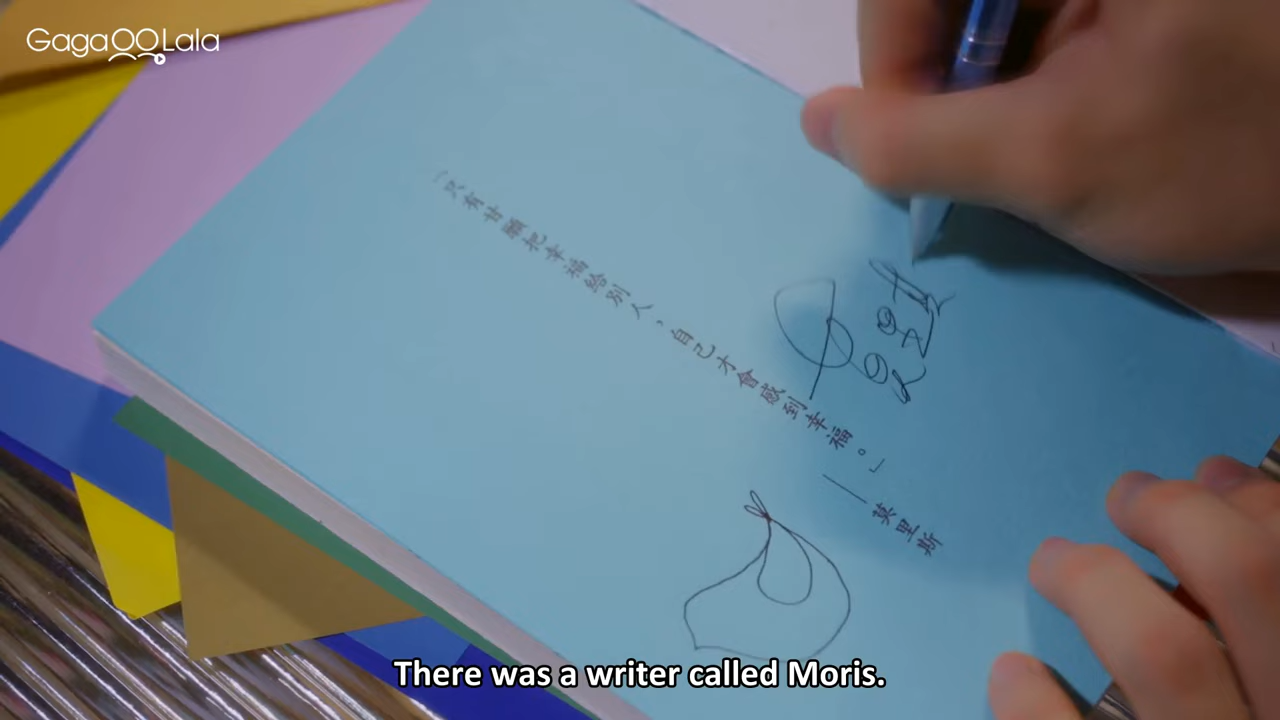 GagaOOLala
「只有甘願把幸福給別人，自己才會感到幸福。」
——莫里斯
There was a writer called Moris.